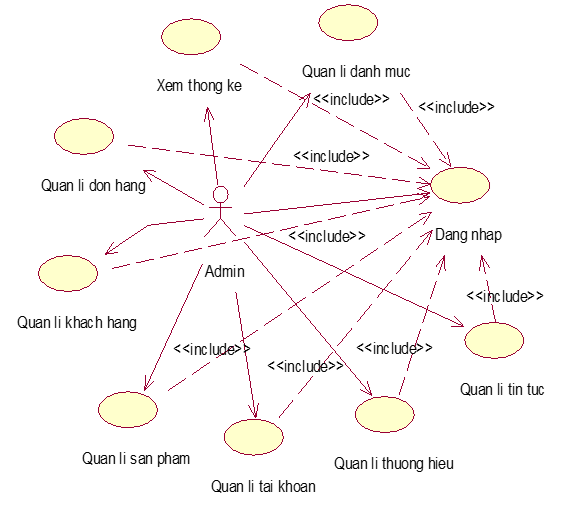 Quan li danh muc
Xem thong ke
<<include>>
<<include>>
<<include>>
Quan li don hang
Dang nhap
<<include>>
Admin
<<include>>
Quan li khach hang
<<include>>
<<include>>
<<include>>
Quan li tin tuc
Quan li san pham
Quan li thuong hieu
Quan li tai khoan